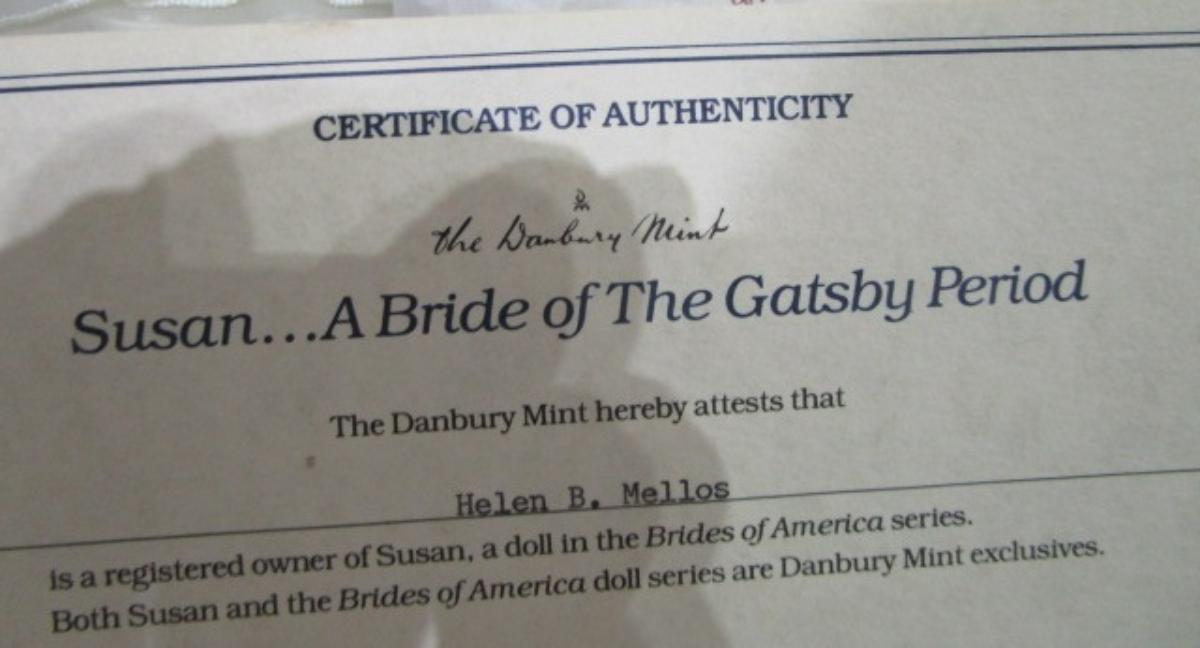 CERTIFICATE OF AUTHENTICITY
the Danbury Mint
Susan...A Bride of The Gatsby Period
The Danbury Mint hereby attests that
Helen B. Mellos
is a registered owner of Susan, a doll in the Brides of America series.
Both Susan and the Brides of America doll series are Danbury Mint exclusives.